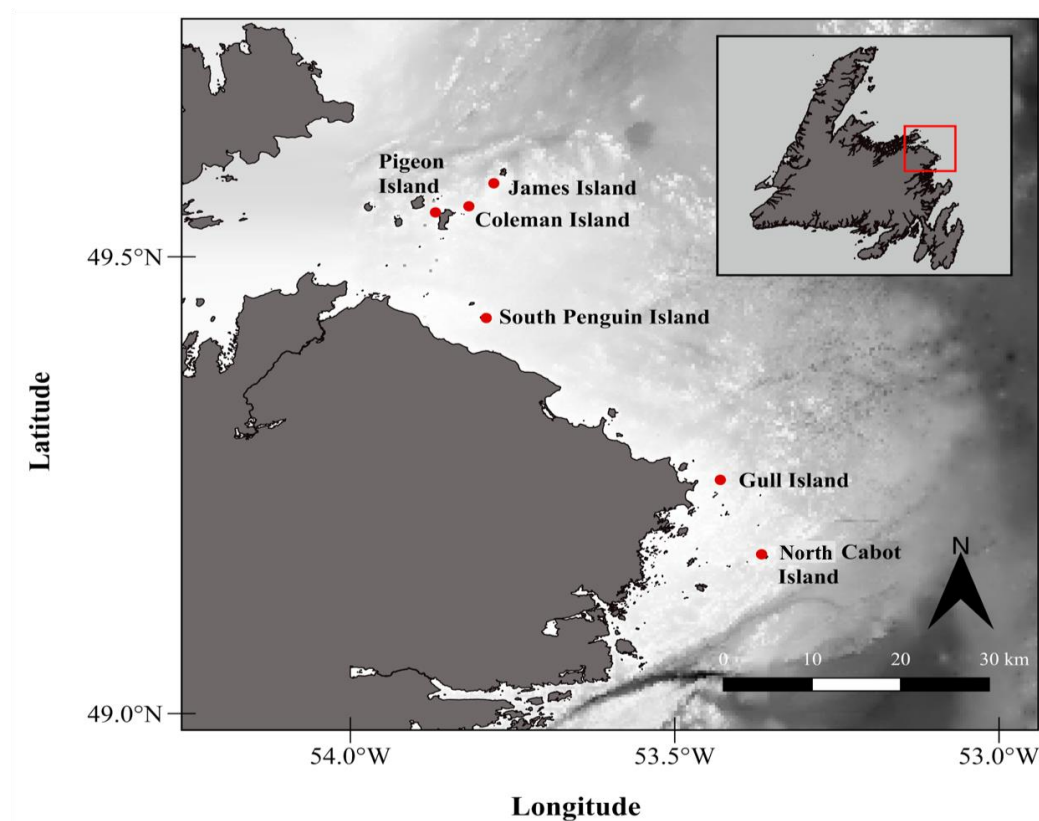 Pigeon
Island
James Island
Coleman Island
49.5°N
South Penguin Island
Latitude
Gull Island
North Cabot
Island
N
0 10 20 30 km
49.0°N
54.0°W 53.5°W 53.0°W
Longitude